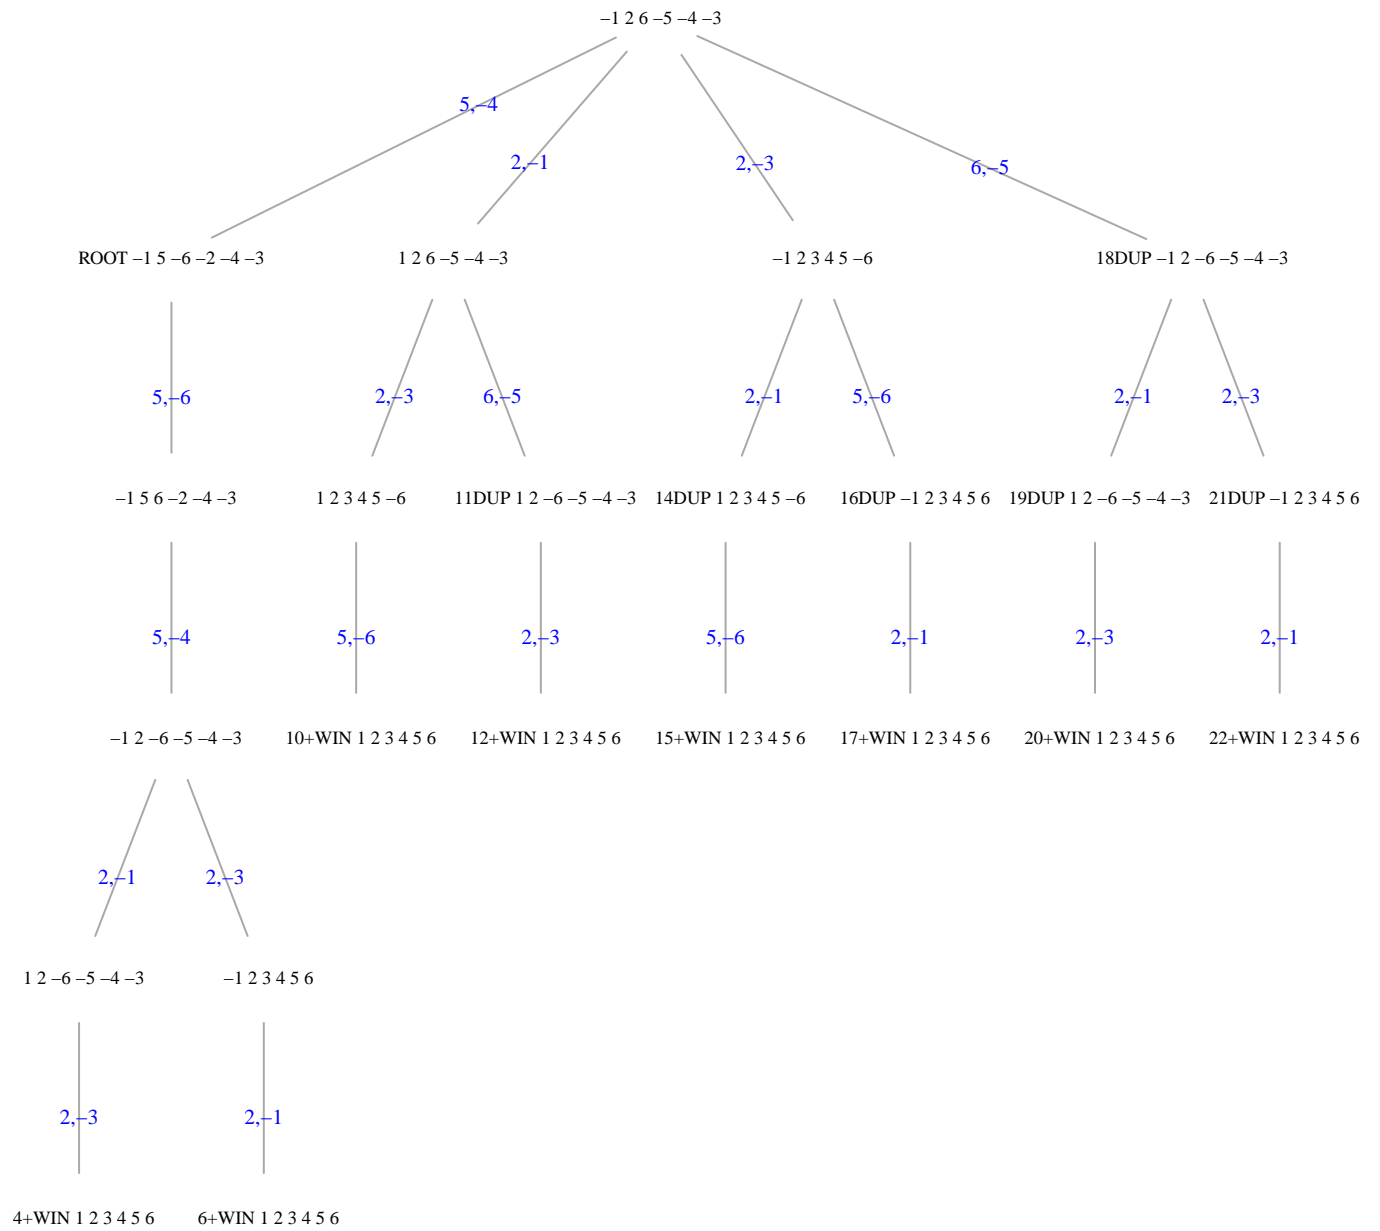 –1 2 6 –5 –4 –3
5,–4
2,–1
2,–3
6,–5
ROOT –1 5 –6 –2 –4 –3
1 2 6 –5 –4 –3
–1 2 3 4 5 –6
18DUP –1 2 –6 –5 –4 –3
5,–6
2,–3
6,–5
2,–1
5,–6
2,–1
2,–3
–1 5 6 –2 –4 –3
1 2 3 4 5 –6
11DUP 1 2 –6 –5 –4 –3
14DUP 1 2 3 4 5 –6
16DUP –1 2 3 4 5 6
19DUP 1 2 –6 –5 –4 –3
21DUP –1 2 3 4 5 6
5,–4
5,–6
2,–3
5,–6
2,–1
2,–3
2,–1
–1 2 –6 –5 –4 –3
10+WIN 1 2 3 4 5 6
12+WIN 1 2 3 4 5 6
15+WIN 1 2 3 4 5 6
17+WIN 1 2 3 4 5 6
20+WIN 1 2 3 4 5 6
22+WIN 1 2 3 4 5 6
2,–1
2,–3
1 2 –6 –5 –4 –3
–1 2 3 4 5 6
2,–3
2,–1
4+WIN 1 2 3 4 5 6
6+WIN 1 2 3 4 5 6